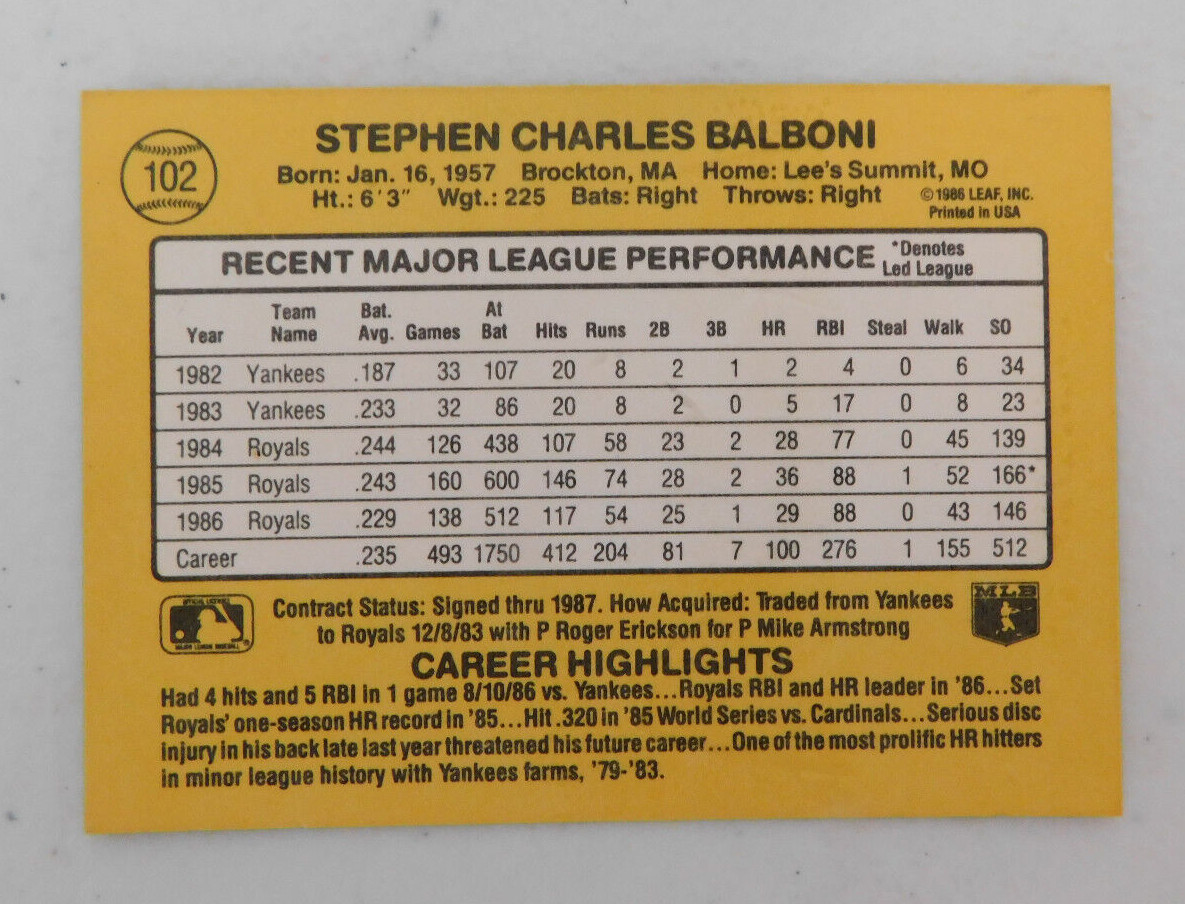 102
STEPHEN CHARLES BALBONI
Born: Jan. 16, 1957 Brockton, MA Home: Lee's Summit, MO
Ht.: 6'3" Wgt.: 225 Bats: Right Throws: Right
©1986 LEAF, INC.
Printed in USA
RECENT MAJOR LEAGUE PERFORMANCE *Denotes
Led League
Year Team Name Bat. Avg. Games At Bat Hits Runs 2B 3B HR RBI Steal Walk SO
1982 Yankees .187 33 107 20 8 2 1 2 4 0 6 34
1983 Yankees .233 32 86 20 8 2 0 5 17 0 8 23
1984 Royals .244 126 438 107 58 23 2 28 77 0 45 139
1985 Royals .243 160 600 146 74 28 2 36 88 1 52 166*
1986 Royals .229 138 512 117 54 25 1 29 88 0 43 146
Career .235 493 1750 412 204 81 7 100 276 1 155 512
Contract Status: Signed thru 1987. How Acquired: Traded from Yankees
to Royals 12/8/83 with P Roger Erickson for P Mike Armstrong
MLB
CAREER HIGHLIGHTS
Had 4 hits and 5 RBI in 1 game 8/10/86 vs. Yankees...Royals RBI and HR leader in '86...Set
Royals' one-season HR record in '85...Hit .320 in '85 World Series vs. Cardinals...Serious disc
injury in his back late last year threatened his future career...One of the most prolific HR hitters
in minor league history with Yankees farms, '79-'83.